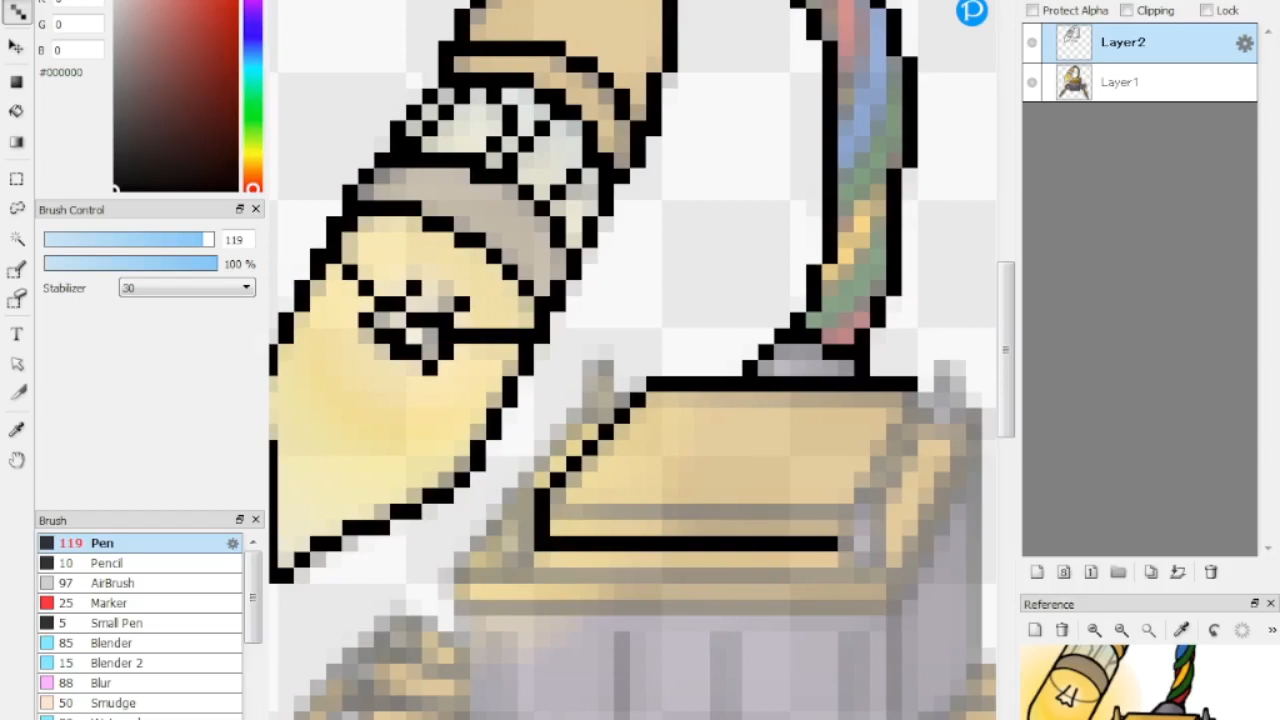 G 0
B 0
#000000
Protect Alpha Clipping Lock
Layer2
Layer1
Brush Control
119
100 %
Stabilizer 30
Brush
119 Pen
10 Pencil
97 AirBrush
25 Marker
5 Small Pen
85 Blender
15 Blender 2
88 Blur
50 Smudge
T
Reference